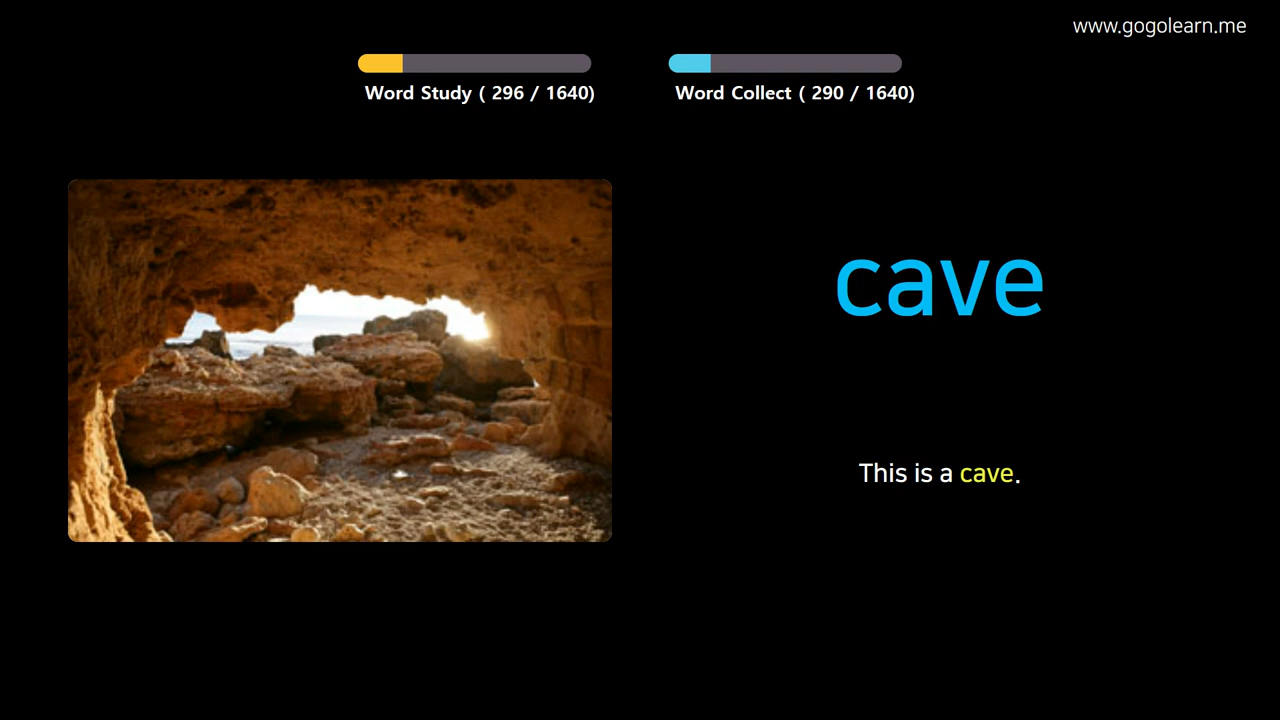 www.gogolearn.me
Word Study ( 296 / 1640)
Word Collect ( 290 / 1640)
cave
This is a cave.